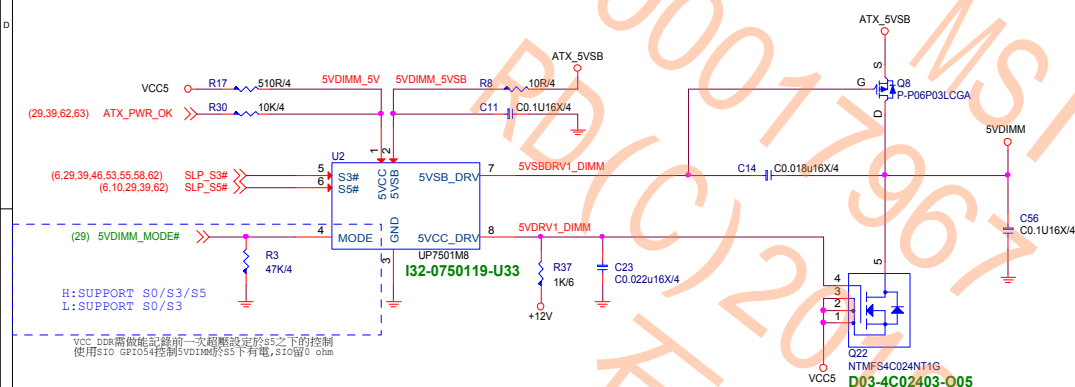 D
ATX_5VSB
S
G
Q8
P-P06P03LCGA
D
5VDIMM
VCC5
R17
510R/4
5VDIMM_5V
5VDIMM_5VSB
R8
10R/4
ATX_5VSB
(29,39,62,63)
ATX_PWR_OK
R30
10K/4
C11
C0.1U16X/4
1
2
U2
(6,29,39,46,53,55,58,62)
SLP_S3#
5
S3#
(6,10,29,39,62)
SLP_S5#
6
S5#
5VCC
5VSB
5VSB_DRV
7
5VSBDRV1_DIMM
C14
C0.018u16X/4
(29)
5VDIMM_MODE#
4
MODE
GND
5VCC_DRV
8
5VDRV1_DIMM
C56
C0.1U16X/4
3
UP7501M8
I32-0750119-U33
R3
47K/4
R37
1K/6
+12V
C23
C0.022u16X/4
5
4
3
2
1
Q22
NTMFS4C024NT1G
D03-4C02403-O05
VCC5
H:SUPPORT S0/S3/S5
L:SUPPORT S0/S3
VCC_DDR需做能記錄前一次超壓設定於S5之下的控制
使用SIO GPIO54控制5VDIMM於S5下有電,SIO留0 ohm
MSI
00017967
RD(C)201